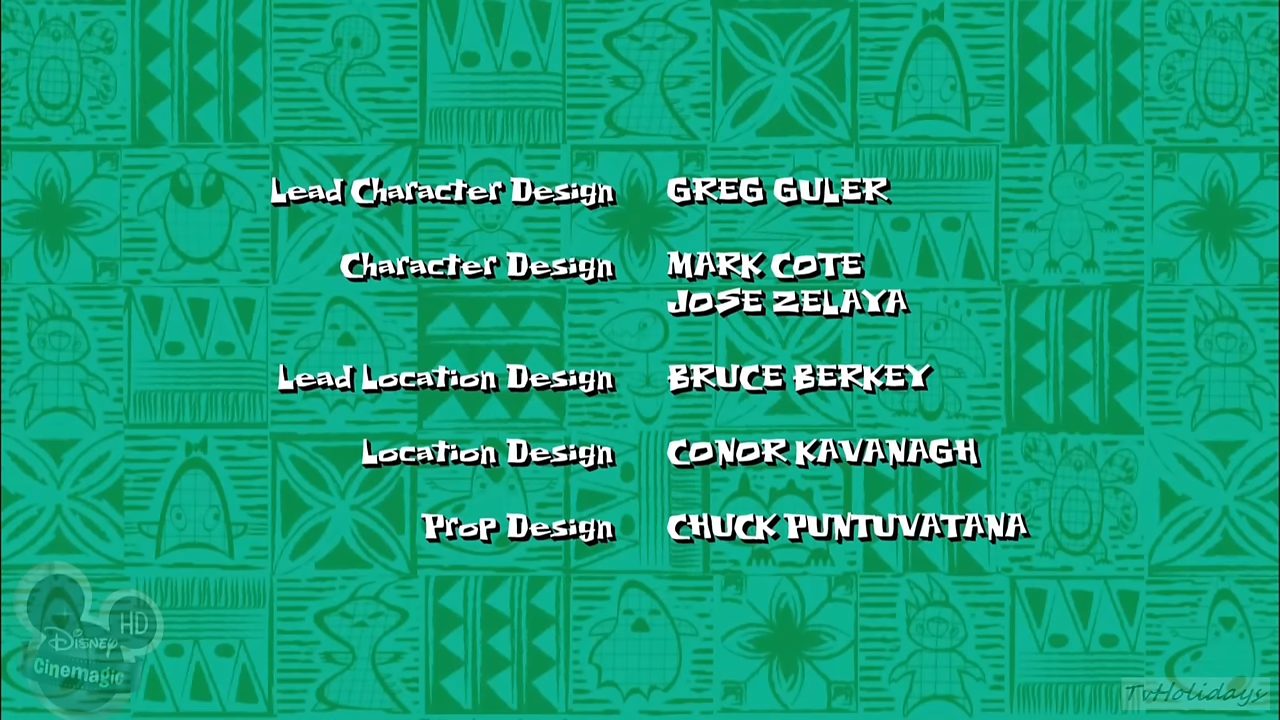 Lead Character Design GREG GULER
Character Design MARK COTE
JOSE ZELAYA
Lead Location Design BRUCE BERKEY
Location Design CONOR KAVANAGH
Prop Design CHUCK PUNTUVATANA
HD
Disney
Cinemagic
TvHolidays